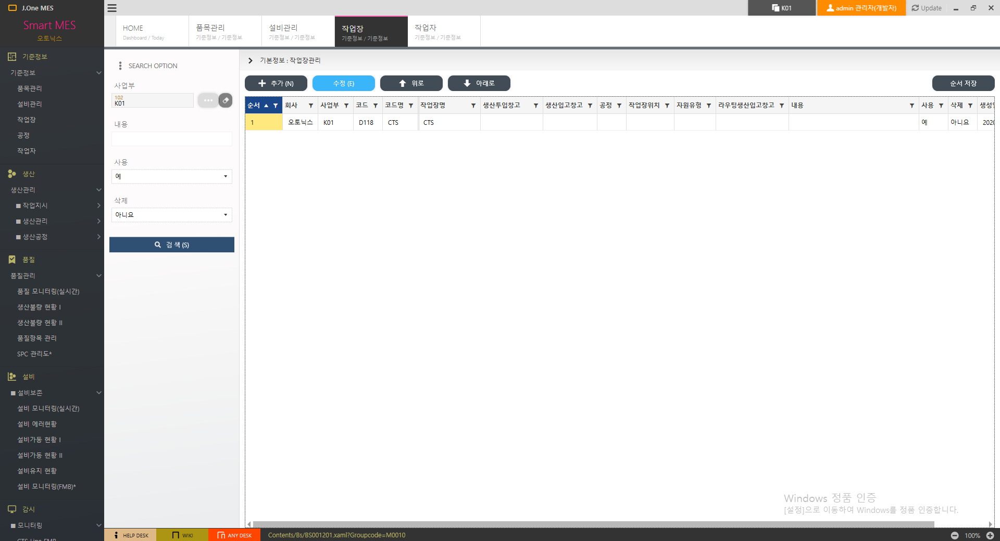 J.One MES
Smart MES
오토닉스
기준정보
기준정보
품목관리
설비관리
작업장
공정
작업자
생산
생산관리
작업지시
생산관리
생산공정
품질
품질관리
품질 모니터링(실시간)
생산불량 현황 I
생산불량 현황 II
품질항목 관리
SPC 관리도*
설비
설비보존
설비 모니터링(실시간)
설비 에러현황
설비가동 현황 I
설비가동 현황 II
설비유지 현황
설비 모니터링(FMB)*
감시
모니터링
K01
admin 관리자(개발자)
Update
HOME
Dashboard / Today
품목관리
기준정보 / 기준정보
설비관리
기준정보 / 기준정보
작업장
기준정보 / 기준정보
작업자
기준정보 / 기준정보
SEARCH OPTION
사업부
102
K01
내용
사용
예
삭제
아니요
검 색 (S)
기본정보 : 작업장관리
추가 (N) 수정 (E) 위로 아래로 순서 저장
순서 회사 사업부 코드 코드명 작업장명 생산투입창고 생산입고창고 공정 작업장위치 자원유형 라우팅생산입고창고 내용 사용 삭제
1 오토닉스 K01 D118 CTS CTS 예 아니요
Windows 정품 인증
[설정]으로 이동하여 Windows를 정품 인증합니다.
HELP DESK WIKI ANY DESK Contents/Bs/BS001201.xaml?Groupcode=M0010 100%